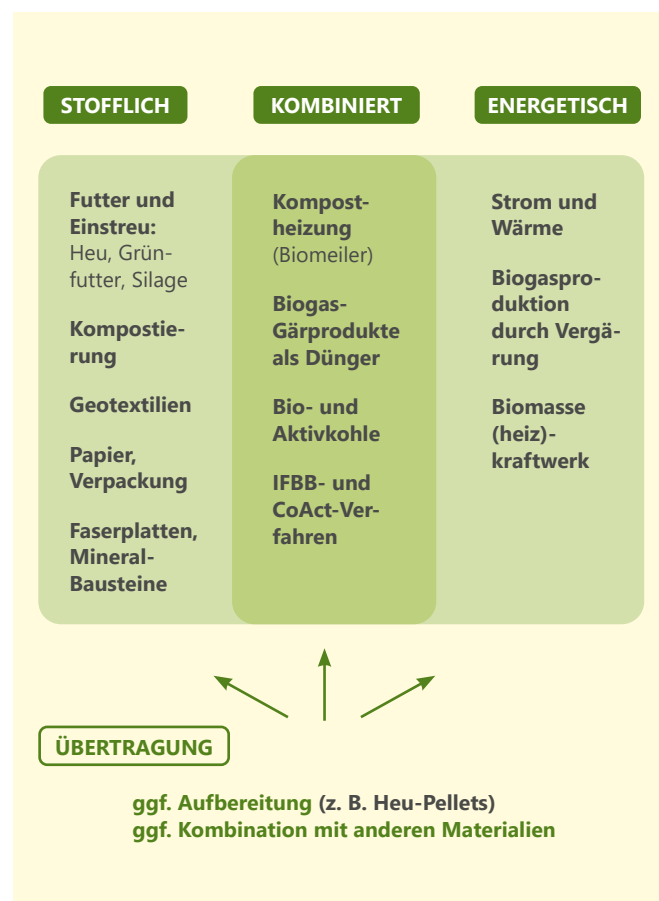 STOFFLICH
Futter und
Einstreu:
Heu, Grün-
futter, Silage
Kompostie-
rung
Geotextilien
Papier,
Verpackung
Faserplatten,
Mineral-
Bausteine
KOMBINIERT
Kompost-
heizung
(Biomeiler)
Biogas-
Gärprodukte
als Dünger
Bio- und
Aktivkohle
IFBB- und
CoAct-Ver-
fahren
ENERGETISCH
Strom und
Wärme
Biogaspro-
duktion
durch Vergä-
rung
Biomasse
(heiz)-
kraftwerk
ÜBERTRAGUNG
ggf. Aufbereitung (z. B. Heu-Pellets)
ggf. Kombination mit anderen Materialien